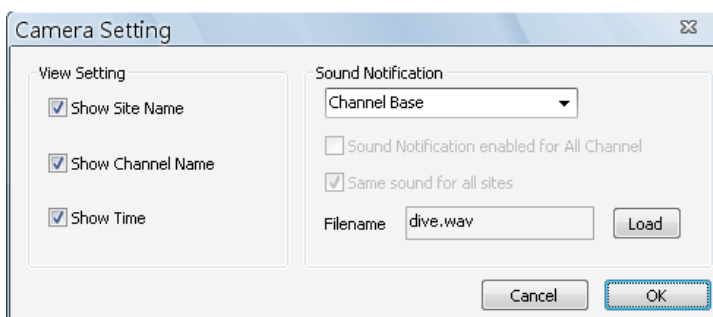 Camera Setting
View Setting
Show Site Name
Show Channel Name
Show Time
Sound Notification
Channel Base
Sound Notification enabled for All Channel
Same sound for all sites
Filename dive.wav Load
Cancel OK